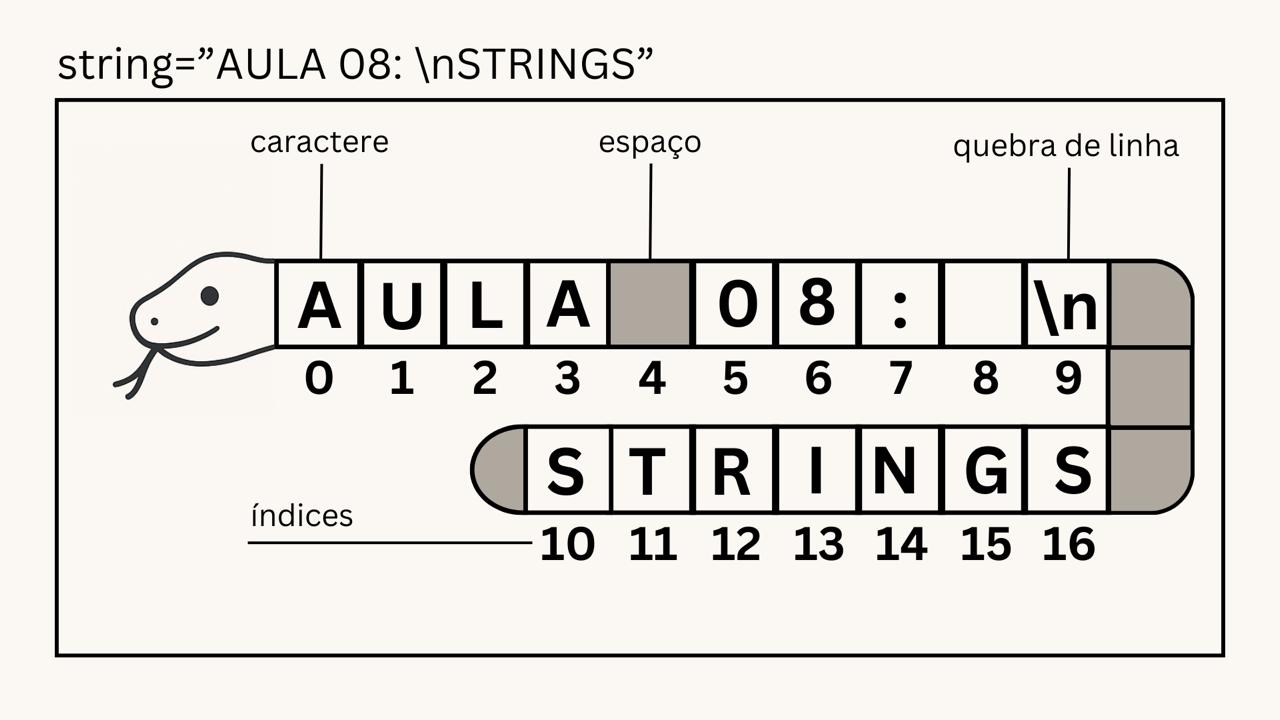 string=”AULA 08: \nSTRINGS”
caractere espaço quebra de linha
A U L A 0 8 : \n
0 1 2 3 4 5 6 7 8 9
S T R I N G S
índices
10 11 12 13 14 15 16